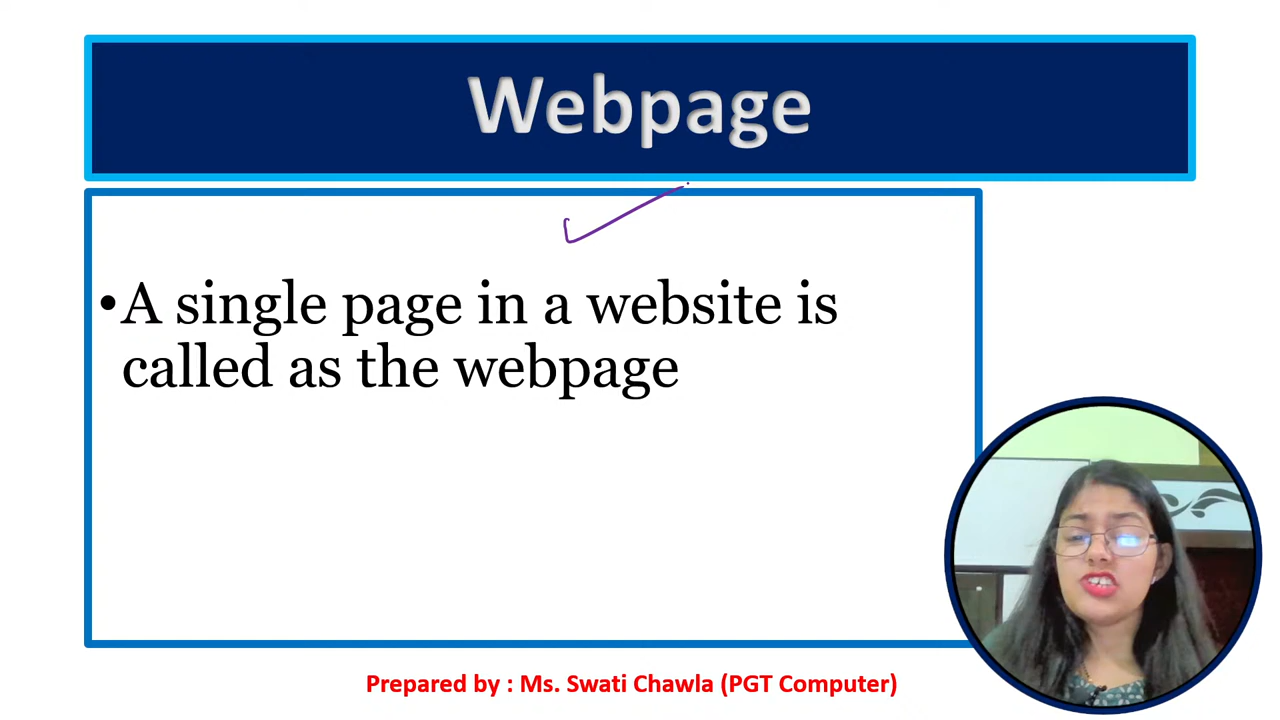 Webpage
•A single page in a website is
called as the webpage
Prepared by : Ms. Swati Chawla (PGT Computer)